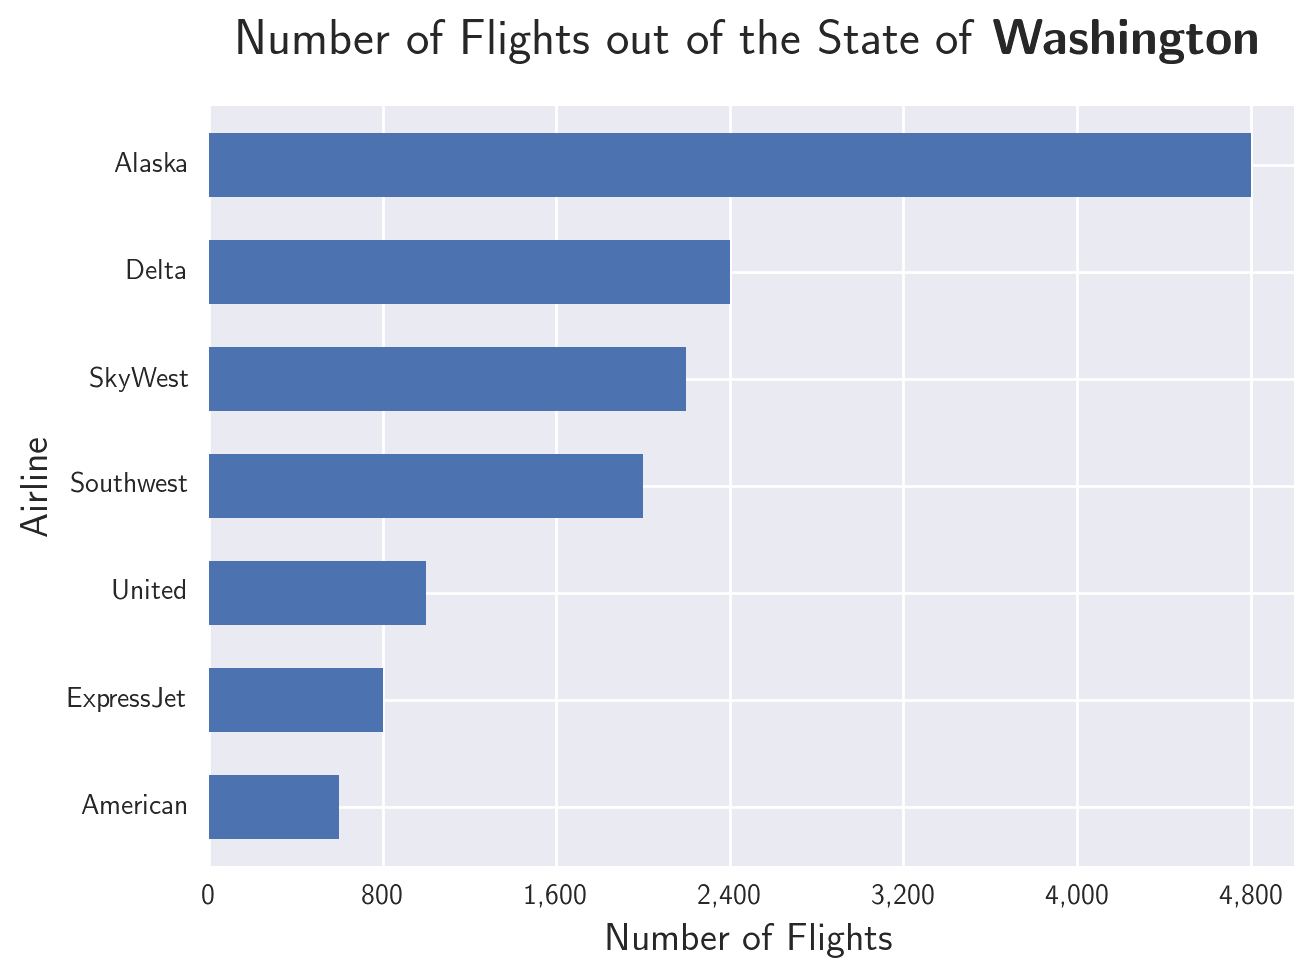 Number of Flights out of the State of Washington
Alaska
Delta
SkyWest
Southwest
United
ExpressJet
American
Airline
0 800 1,600 2,400 3,200 4,000 4,800
Number of Flights